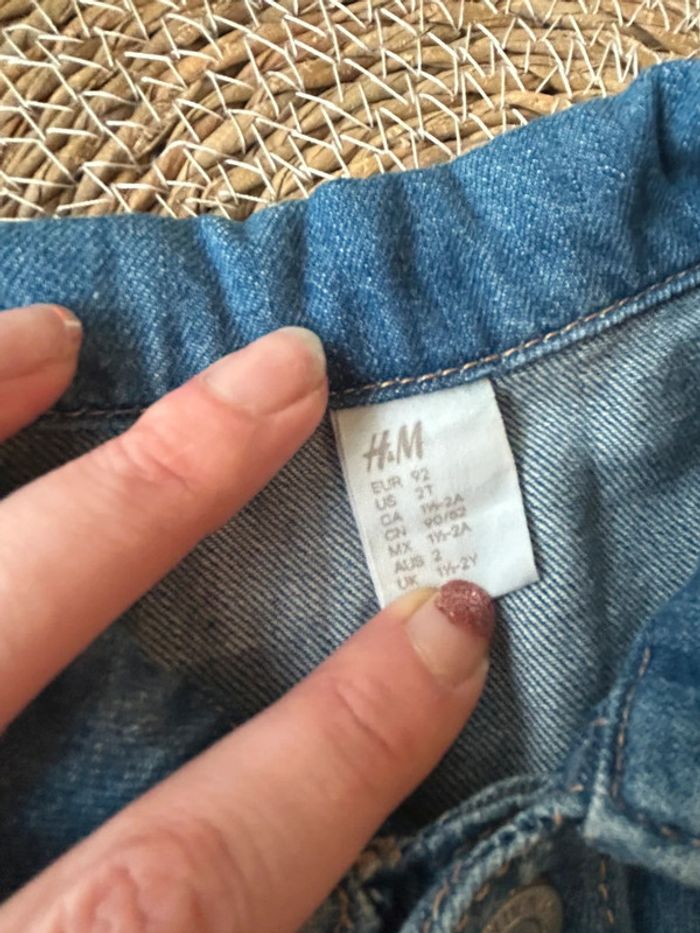 H&M
EUR 92
US 2T
CA 1½-2A
CN 90/52
MX 1½-2A
AUS 2
UK 1½-2Y